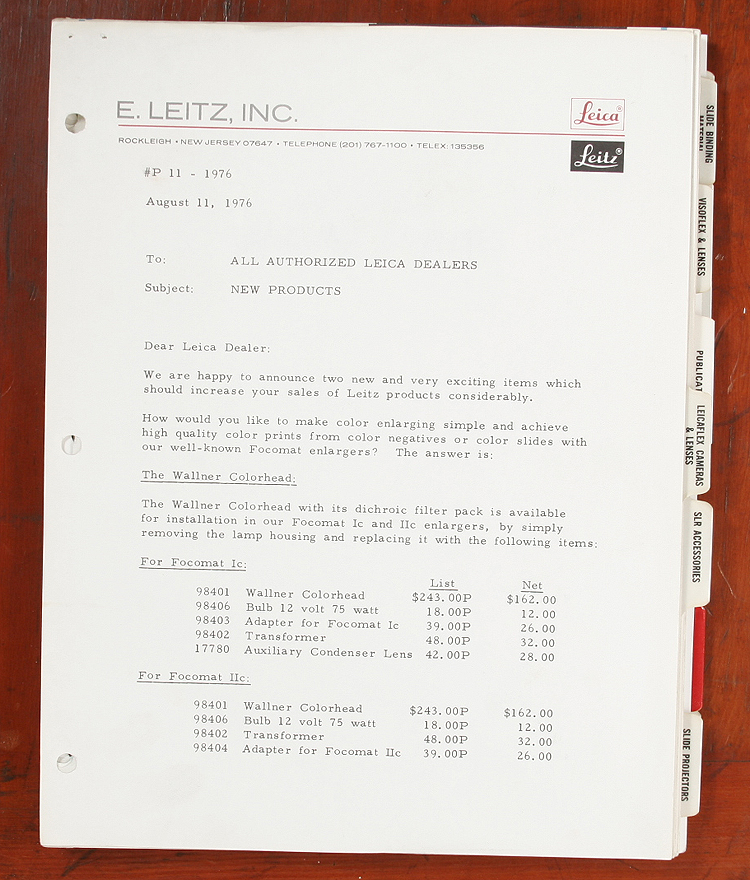 E. LEITZ, INC.
Leica®
ROCKLEIGH • NEW JERSEY 07647 • TELEPHONE (201) 767-1100 • TELEX: 135356
Leitz®
#P 11 - 1976
August 11, 1976
To: ALL AUTHORIZED LEICA DEALERS
Subject: NEW PRODUCTS
Dear Leica Dealer:
We are happy to announce two new and very exciting items which
should increase your sales of Leitz products considerably.
How would you like to make color enlarging simple and achieve
high quality color prints from color negatives or color slides with
our well-known Focomat enlargers? The answer is:
The Wallner Colorhead:
The Wallner Colorhead with its dichroic filter pack is available
for installation in our Focomat Ic and IIc enlargers, by simply
removing the lamp housing and replacing it with the following items:
For Focomat Ic:
List Net
98401 Wallner Colorhead $243.00P $162.00
98406 Bulb 12 volt 75 watt 18.00P 12.00
98403 Adapter for Focomat Ic 39.00P 26.00
98402 Transformer 48.00P 32.00
17780 Auxiliary Condenser Lens 42.00P 28.00
For Focomat IIc:
98401 Wallner Colorhead $243.00P $162.00
98406 Bulb 12 volt 75 watt 18.00P 12.00
98402 Transformer 48.00P 32.00
98404 Adapter for Focomat IIc 39.00P 26.00
SLIDE BINDING
MATERIAL
VISOFLEX & LENSES
PUBLICAT
LEICAFLEX CAMERAS
& LENSES
SLR ACCESSORIES
SLIDE PROJECTORS